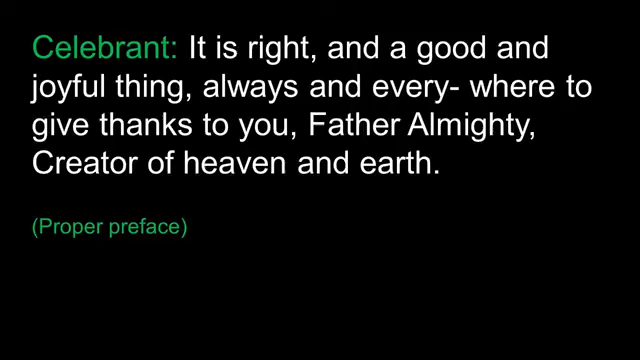 Celebrant: It is right, and a good and
joyful thing, always and every- where to
give thanks to you, Father Almighty,
Creator of heaven and earth.
(Proper preface)